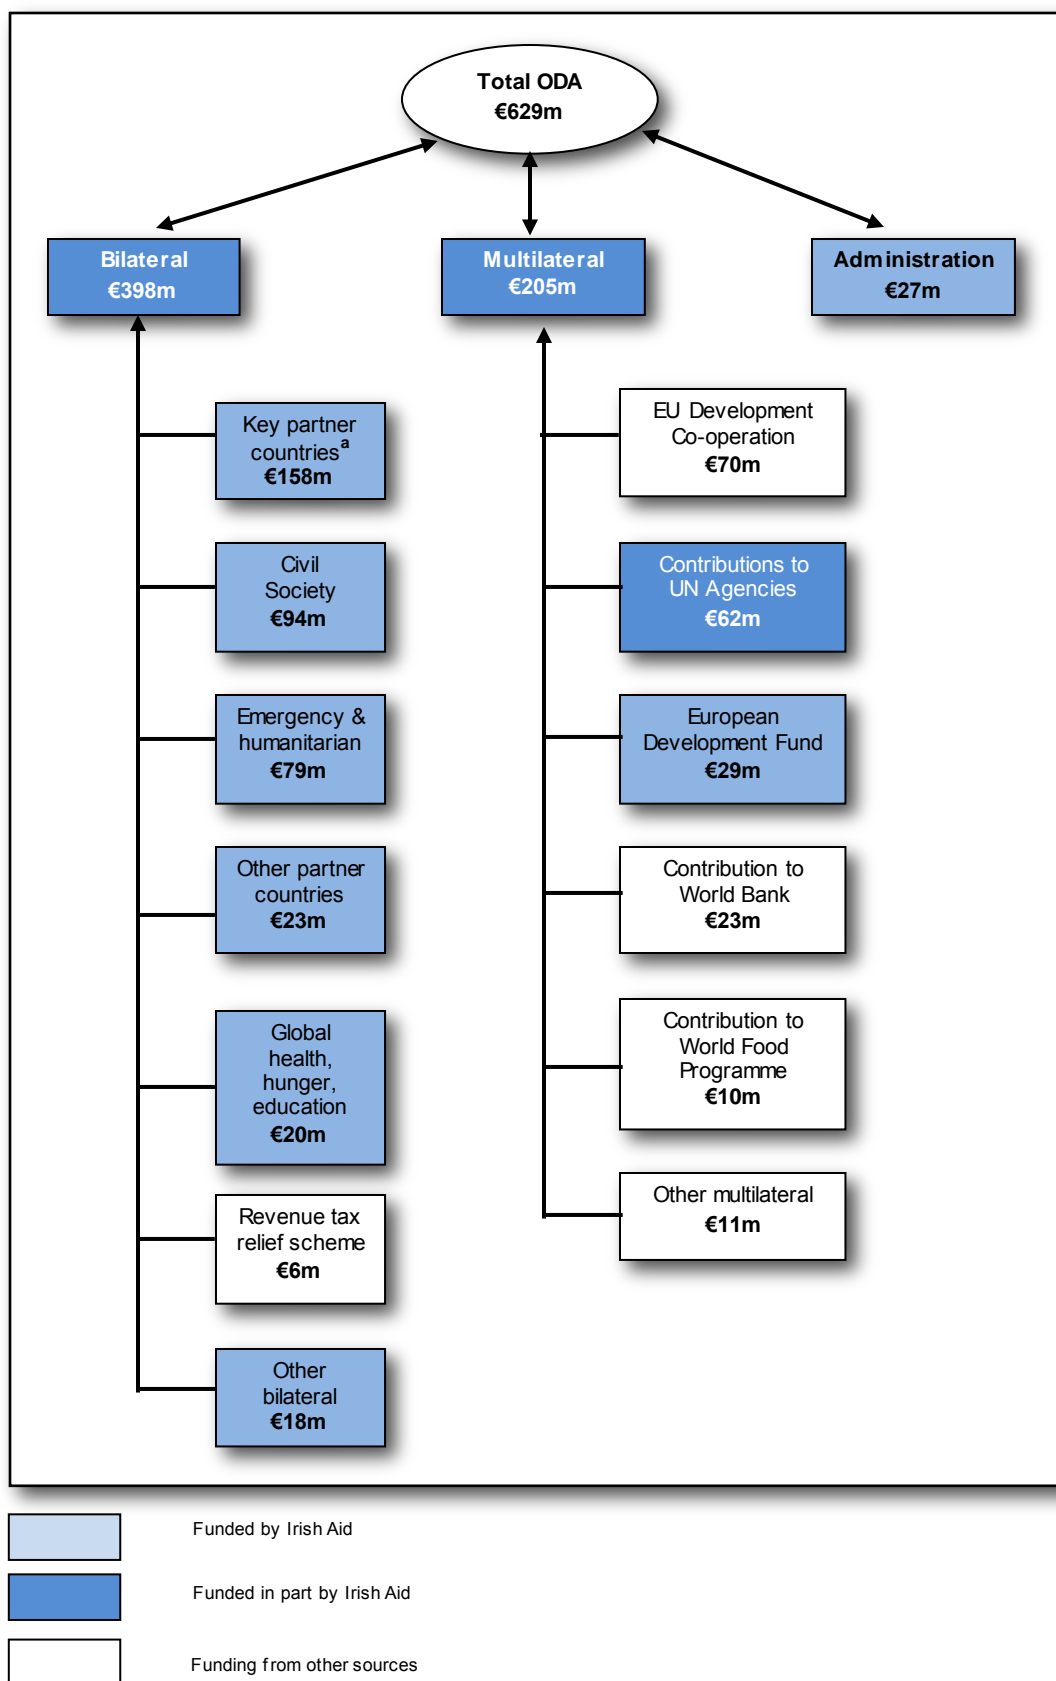 Total ODA
€629m
Bilateral
€398m
Multilateral
€205m
Administration
€27m
Key partner
countriesª
€158m
Civil
Society
€94m
Emergency &
humanitarian
€79m
Other partner
countries
€23m
Global
health,
hunger,
education
€20m
Revenue tax
relief scheme
€6m
Other
bilateral
€18m
EU Development
Co-operation
€70m
Contributions to
UN Agencies
€62m
European
Development Fund
€29m
Contribution to
World Bank
€23m
Contribution to
World Food
Programme
€10m
Other multilateral
€11m
Funded by Irish Aid
Funded in part by Irish Aid
Funding from other sources